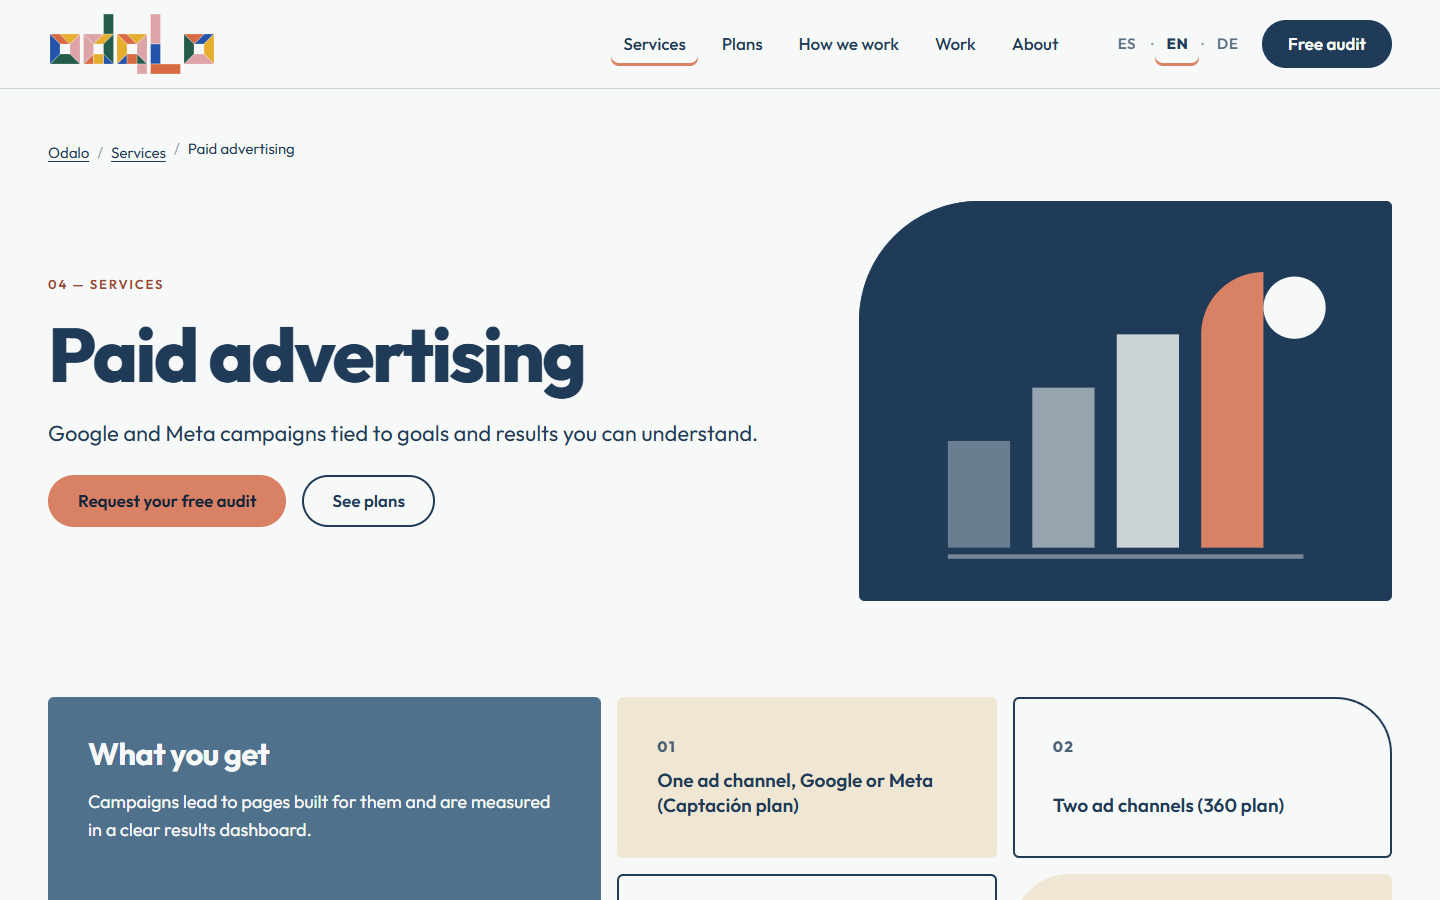 odalo
Services
Plans
How we work
Work
About
ES · EN · DE
Free audit
Odalo / Services / Paid advertising
04 — SERVICES
Paid advertising
Google and Meta campaigns tied to goals and results you can understand.
Request your free audit
See plans
What you get
Campaigns lead to pages built for them and are measured
in a clear results dashboard.
01
One ad channel, Google or Meta
(Captación plan)
02
Two ad channels (360 plan)